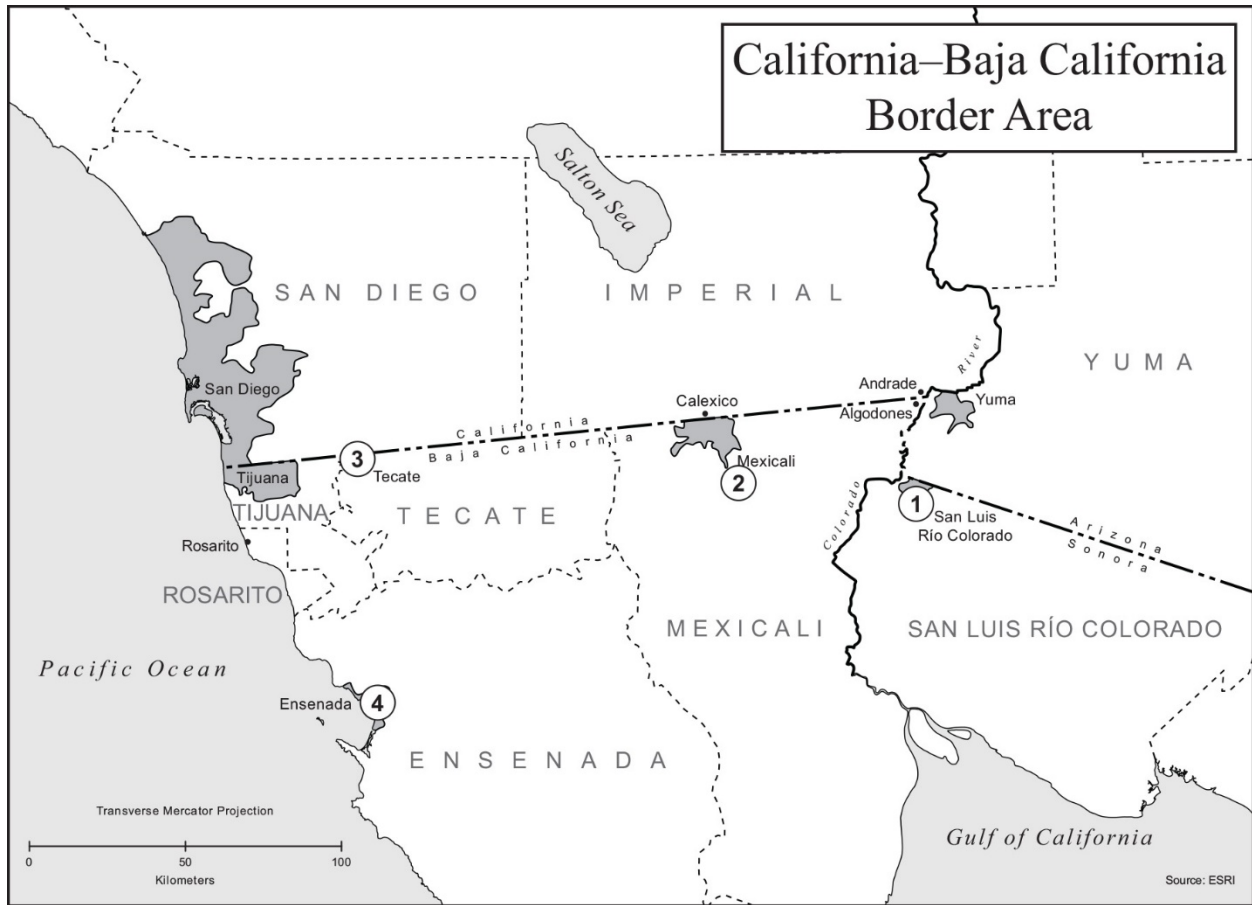 California–Baja California
Border Area
Salton Sea
SAN DIEGO
IMPERIAL
YUMA
River
San Diego
Andrade
Algodones
Yuma
Calexico
California
Baja California
3
Tecate
Mexicali
2
Tijuana
TIJUANA
TECATE
Colorado
1
San Luis
Río Colorado
Arizona
Sonora
Rosarito
ROSARITO
MEXICALI
SAN LUIS RÍO COLORADO
Pacific Ocean
Ensenada
4
ENSENADA
Transverse Mercator Projection
0 50 100
Kilometers
Gulf of California
Source: ESRI